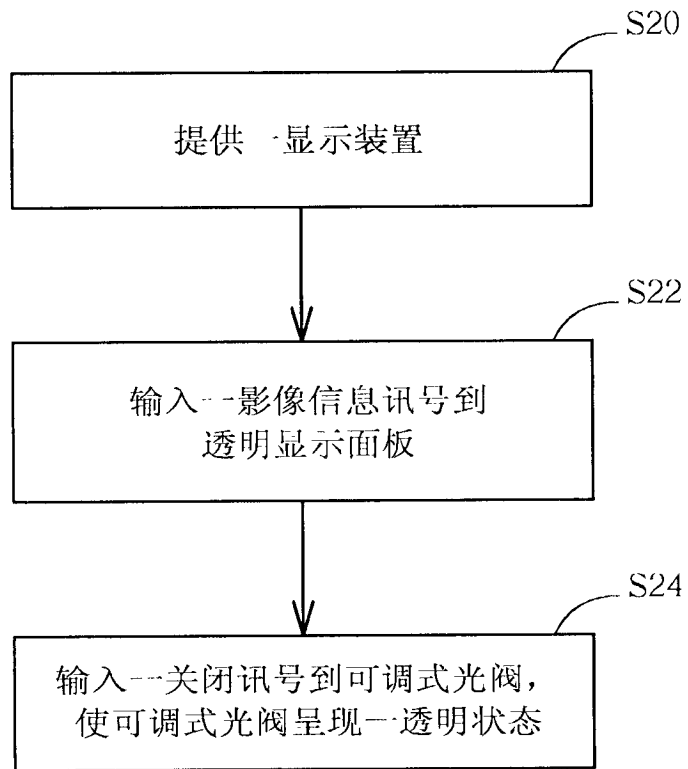 S20
提供一显示装置
S22
输入一影像信息讯号到
透明显示面板
S24
输入一关闭讯号到可调式光阀，
使可调式光阀呈现一透明状态